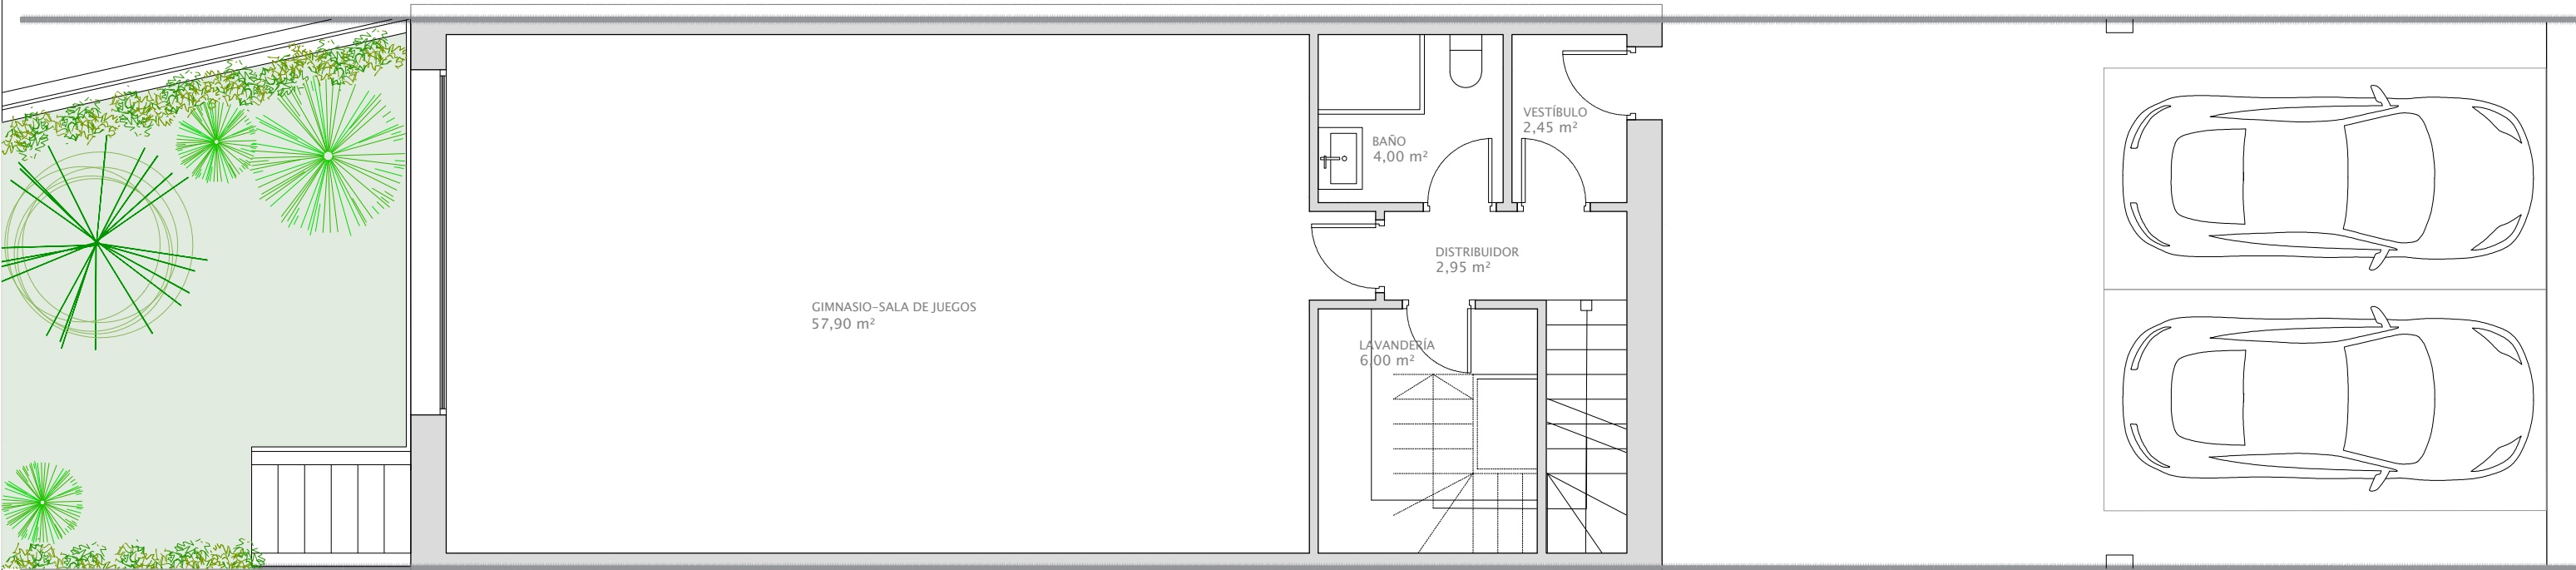 VESTÍBULO
2,45 m²
BAÑO
4,00 m²
DISTRIBUIDOR
2,95 m²
GIMNASIO-SALA DE JUEGOS
57,90 m²
LAVANDERÍA
6,00 m²